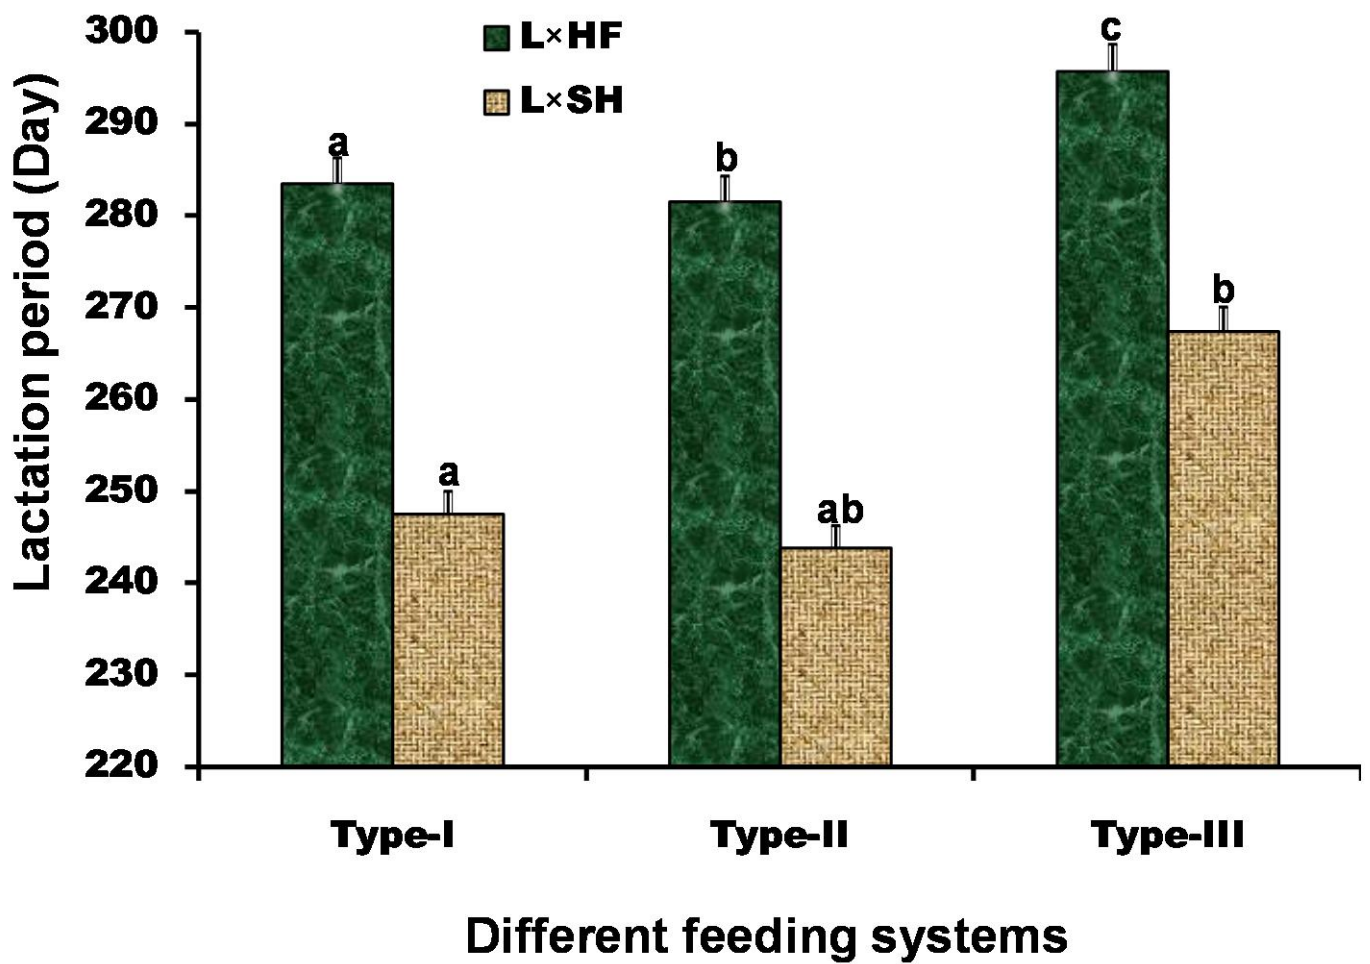 300
290
280
270
260
250
240
230
220
Lactation period (Day)
L×HF
L×SH
a
a
b
ab
c
b
Type-I
Type-II
Type-III
Different feeding systems